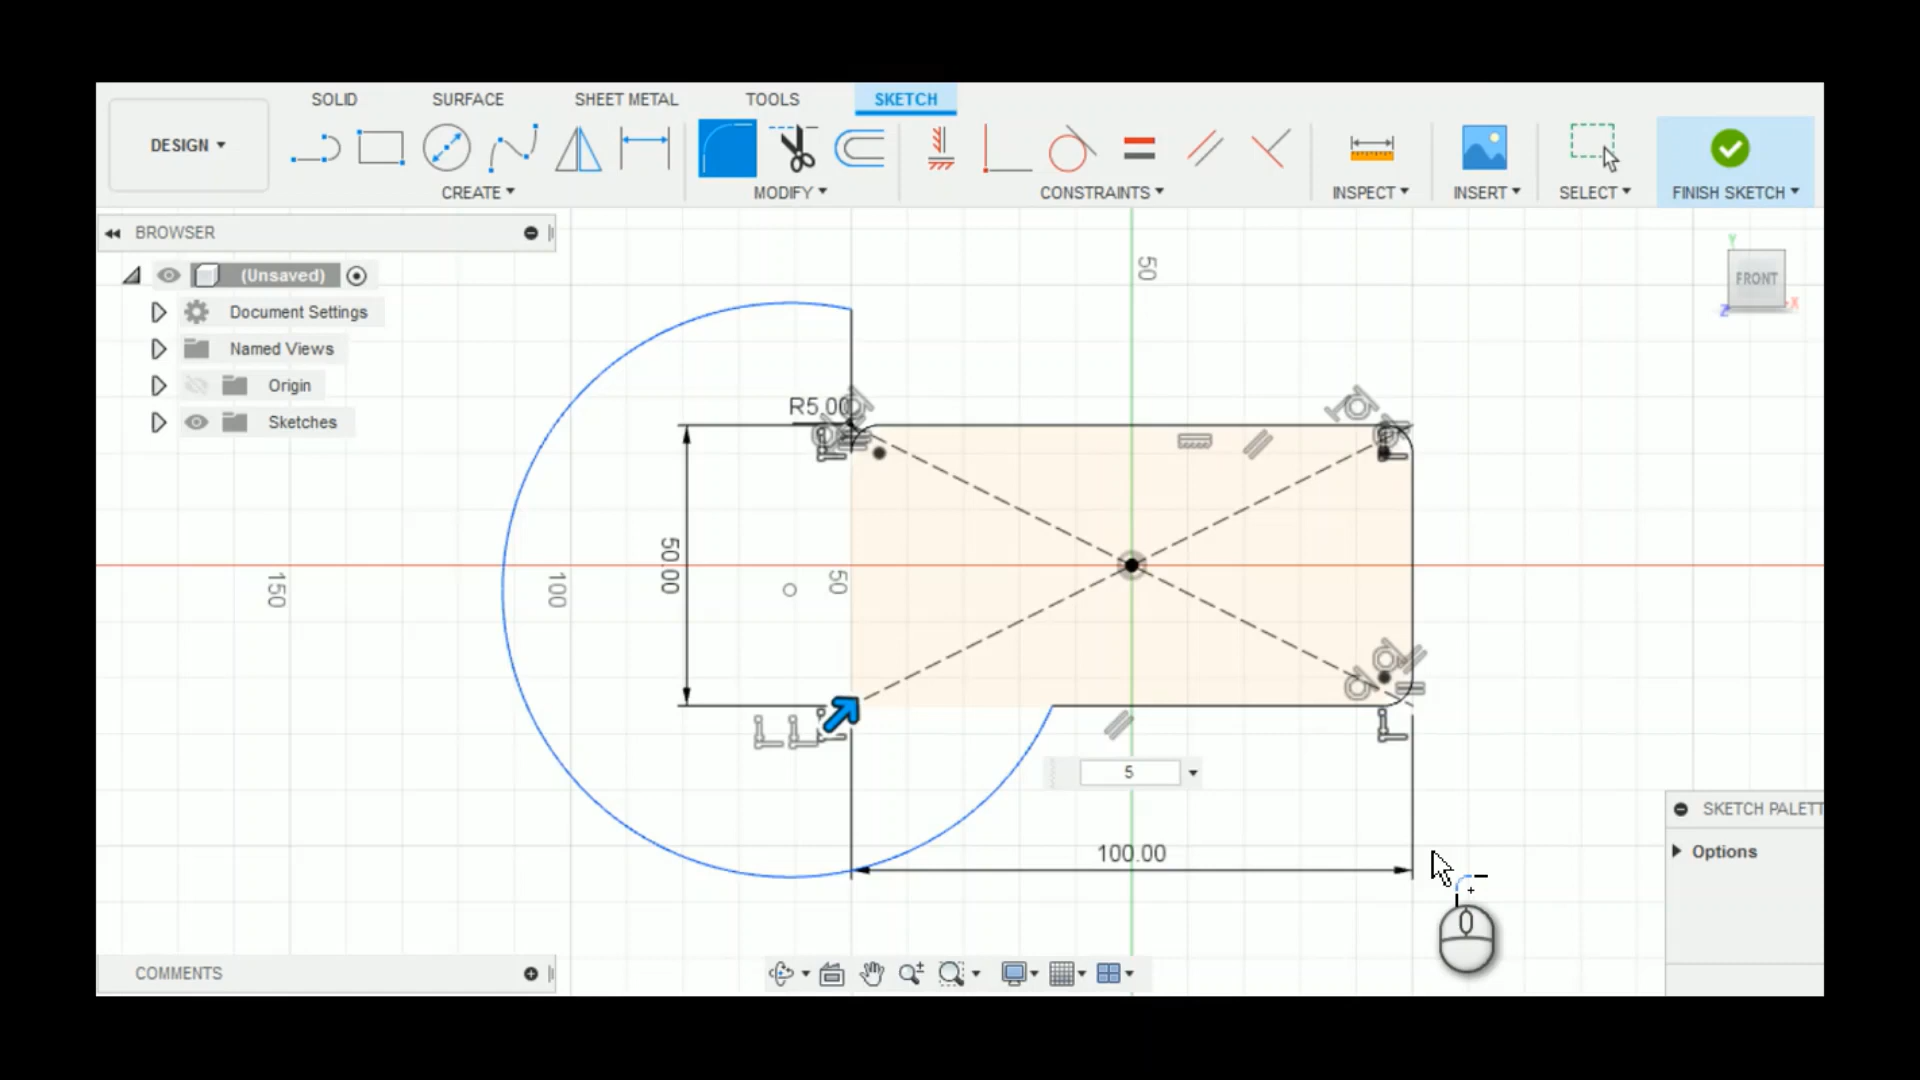 SOLID SURFACE SHEET METAL TOOLS SKETCH
DESIGN
CREATE MODIFY CONSTRAINTS INSPECT INSERT SELECT FINISH SKETCH
BROWSER
(Unsaved)
Document Settings
Named Views
Origin
Sketches
Y
FRONT
X
Z
50
R5.00
50.00
150
100
50
5
100.00
SKETCH PALETT
Options
COMMENTS